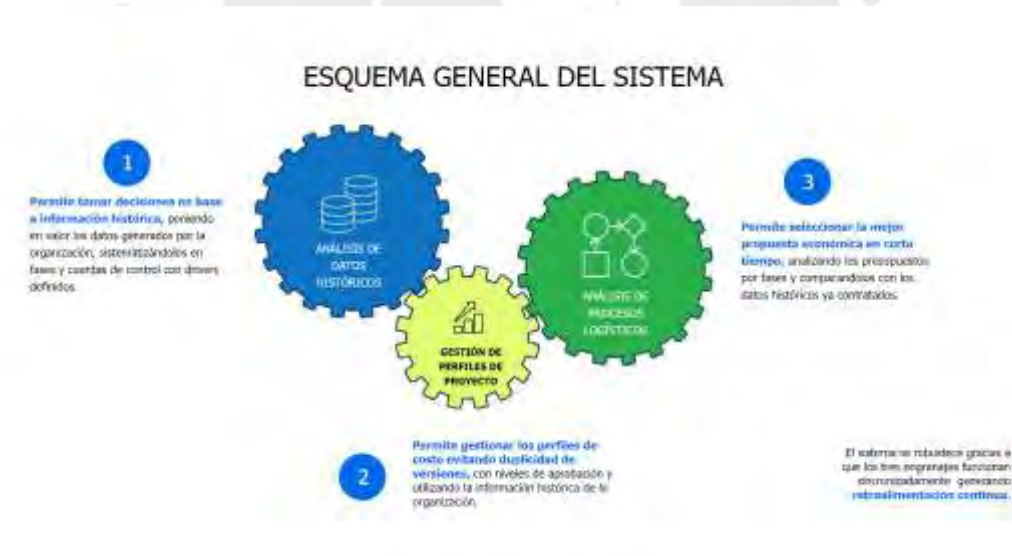 ESQUEMA GENERAL DEL SISTEMA
1
Permite tomar decisiones en base
a información histórica, poniendo
en valor los datos generados por la
organización, sistematizándolos en
fases y cuentas de control con drivers
definidos.
ANÁLISIS DE
DATOS
HISTÓRICOS
GESTIÓN DE
PERFILES DE
PROYECTO
ANÁLISIS DE
PROCESOS
LOGÍSTICOS
3
Permite seleccionar la mejor
propuesta económica en corto
tiempo, analizando los presupuestos
por fases y comparandolos con los
datos históricos ya contratados.
2
Permite gestionar los perfiles de
costo evitando duplicidad de
versiones, con niveles de aprobación y
utilizando la información histórica de la
organización.
El sistema se robustece gracias a
que los tres engranajes funcionan
sincronizadamente generando
retroalimentación continua.